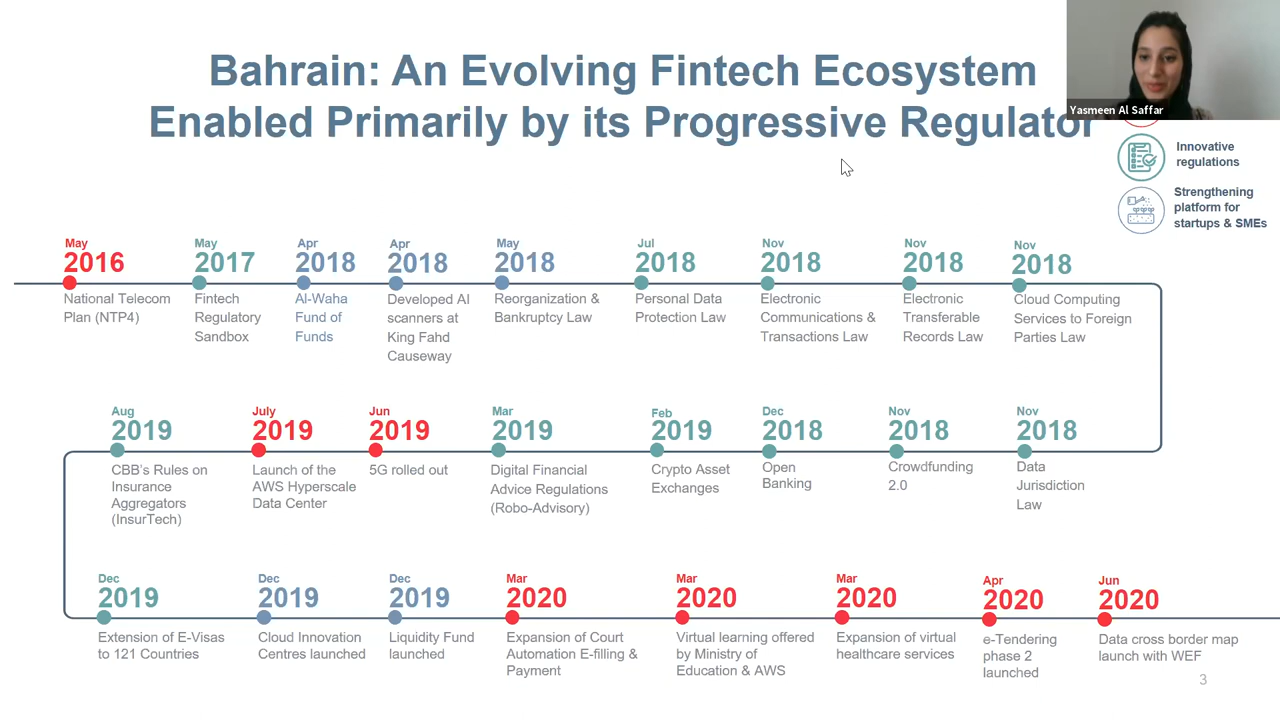 Bahrain: An Evolving Fintech Ecosystem
Enabled Primarily by its Progressive Regulator
Yasmeen Al Saffar
Innovative
regulations
Strengthening
platform for
startups & SMEs
May
2016
National Telecom
Plan (NTP4)
May
2017
Fintech
Regulatory
Sandbox
Apr
2018
Al-Waha
Fund of
Funds
Apr
2018
Developed AI
scanners at
King Fahd
Causeway
May
2018
Reorganization &
Bankruptcy Law
Jul
2018
Personal Data
Protection Law
Nov
2018
Electronic
Communications &
Transactions Law
Nov
2018
Electronic
Transferable
Records Law
Nov
2018
Cloud Computing
Services to Foreign
Parties Law
Aug
2019
CBB's Rules on
Insurance
Aggregators
(InsurTech)
July
2019
Launch of the
AWS Hyperscale
Data Center
Jun
2019
5G rolled out
Mar
2019
Digital Financial
Advice Regulations
(Robo-Advisory)
Feb
2019
Crypto Asset
Exchanges
Dec
2018
Open
Banking
Nov
2018
Crowdfunding
2.0
Nov
2018
Data
Jurisdiction
Law
Dec
2019
Extension of E-Visas
to 121 Countries
Dec
2019
Cloud Innovation
Centres launched
Dec
2019
Liquidity Fund
launched
Mar
2020
Expansion of Court
Automation E-filling &
Payment
Mar
2020
Virtual learning offered
by Ministry of
Education & AWS
Mar
2020
Expansion of virtual
healthcare services
Apr
2020
e-Tendering
phase 2
launched
Jun
2020
Data cross border map
launch with WEF
3